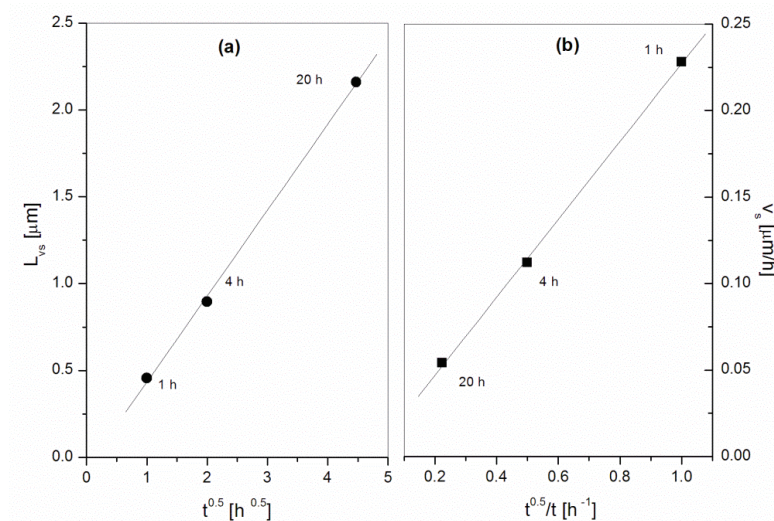 (a)
(b)
2.5
2.0
1.5
1.0
0.5
0.0
L_vs [μm]
20 h
4 h
1 h
0 1 2 3 4 5
t^0.5 [h^0.5]
1 h
4 h
20 h
0.2 0.4 0.6 0.8 1.0
t^0.5/t [h^-1]
0.25
0.20
0.15
0.10
0.05
0.00
v_s [μm/h]